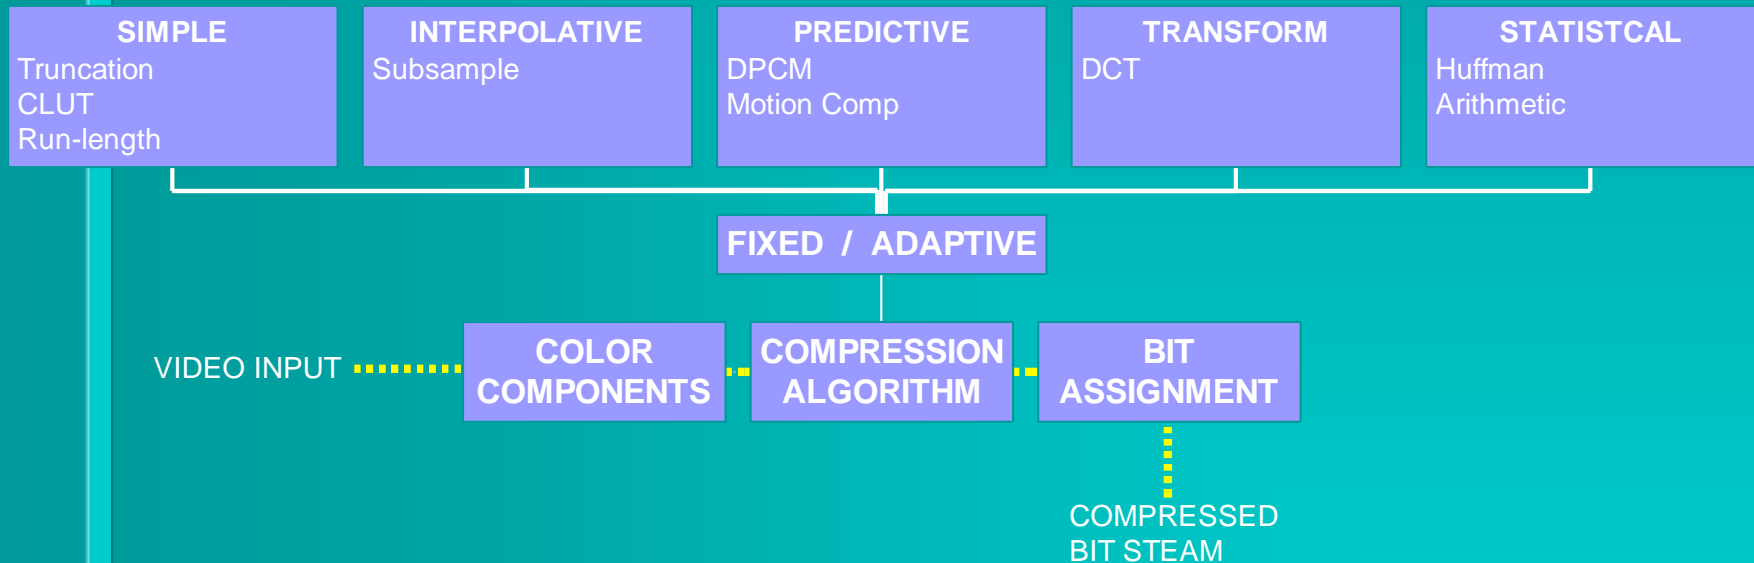 SIMPLE
Truncation
CLUT
Run-length
INTERPOLATIVE
Subsample
PREDICTIVE
DPCM
Motion Comp
TRANSFORM
DCT
STATISTCAL
Huffman
Arithmetic
FIXED / ADAPTIVE
VIDEO INPUT
COLOR
COMPONENTS
COMPRESSION
ALGORITHM
BIT
ASSIGNMENT
COMPRESSED
BIT STEAM